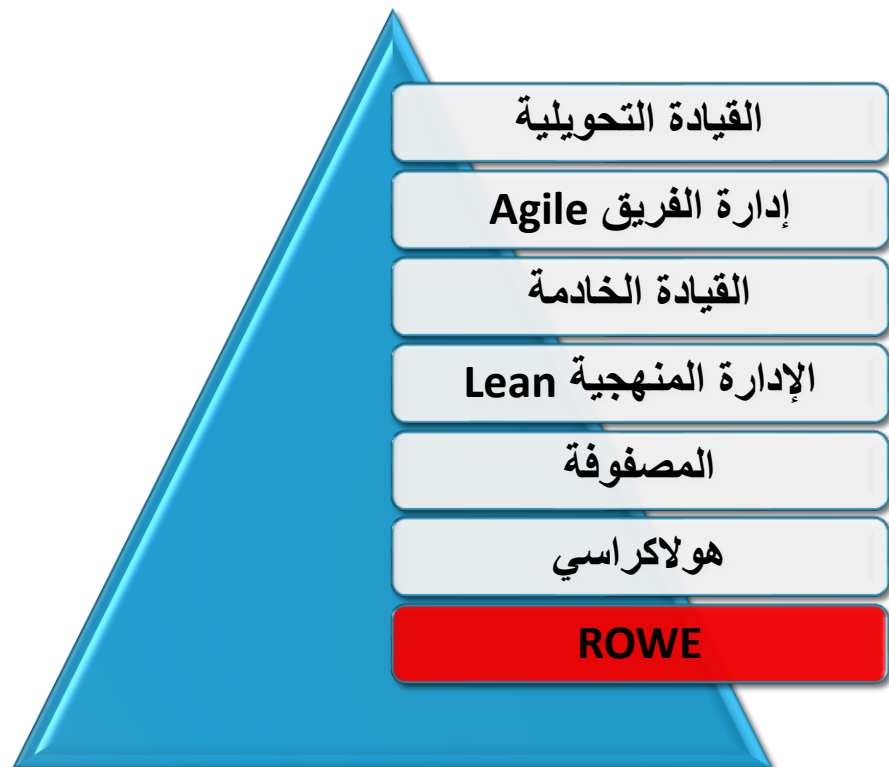 القيادة التحويلية
إدارة الفريق Agile
القيادة الخادمة
الإدارة المنهجية Lean
المصفوفة
هولاكراسي
ROWE